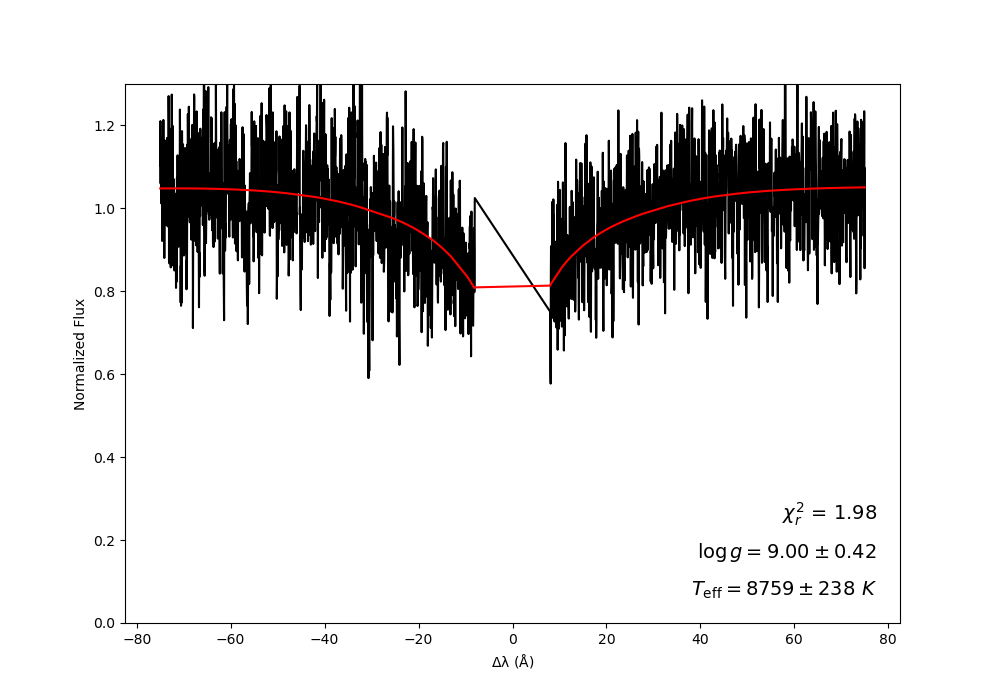 1.2
1.0
0.8
0.6
0.4
0.2
0.0
Normalized Flux
χ²ᵣ = 1.98
log g = 9.00 ± 0.42
T_eff = 8759 ± 238 K
−80 −60 −40 −20 0 20 40 60 80
Δλ (Å)